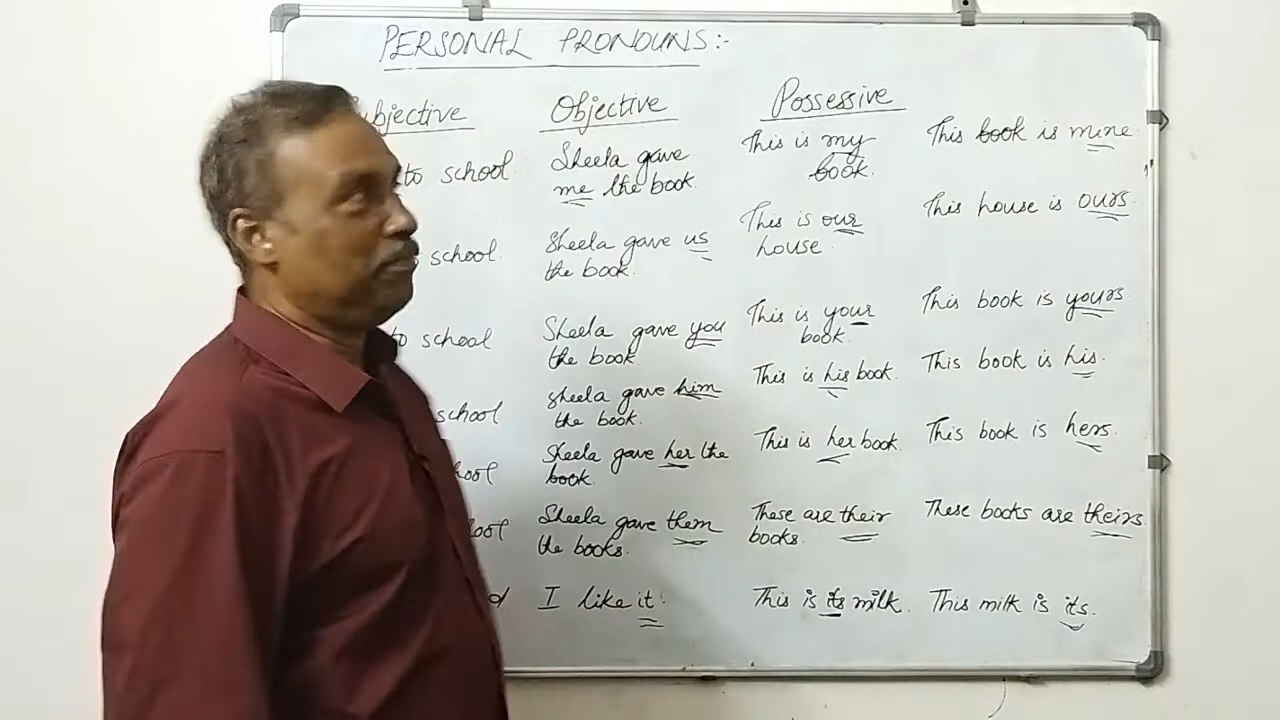 PERSONAL PRONOUNS:-
Objective
Possessive
to school.
Sheela gave
me the book.
This is my
book.
This book is mine.
school.
Sheela gave us
the book.
This is our
house.
This house is ours.
to school
Sheela gave you
the book.
This is your
book.
This book is yours.
school
Sheela gave him
the book.
This is his book.
This book is his.
Sheela gave her the
book.
This is her book.
This book is hers.
Sheela gave them
the books.
These are their
books.
These books are theirs.
I like it.
This is its milk.
This milk is its.